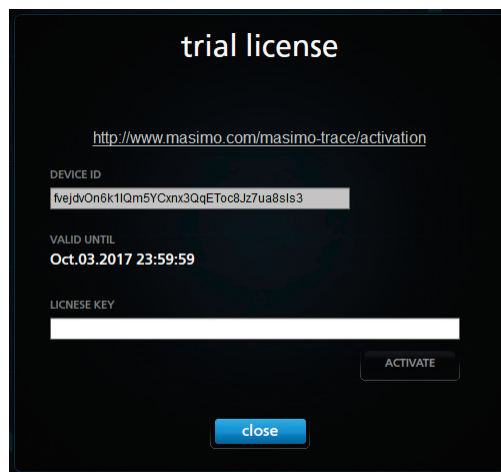 trial license
http://www.masimo.com/masimo-trace/activation
DEVICE ID
fvejdvOn6k1lQm5YCxnx3QqEToc8Jz7ua8sIs3
VALID UNTIL
Oct.03.2017 23:59:59
LICNESE KEY
ACTIVATE
close